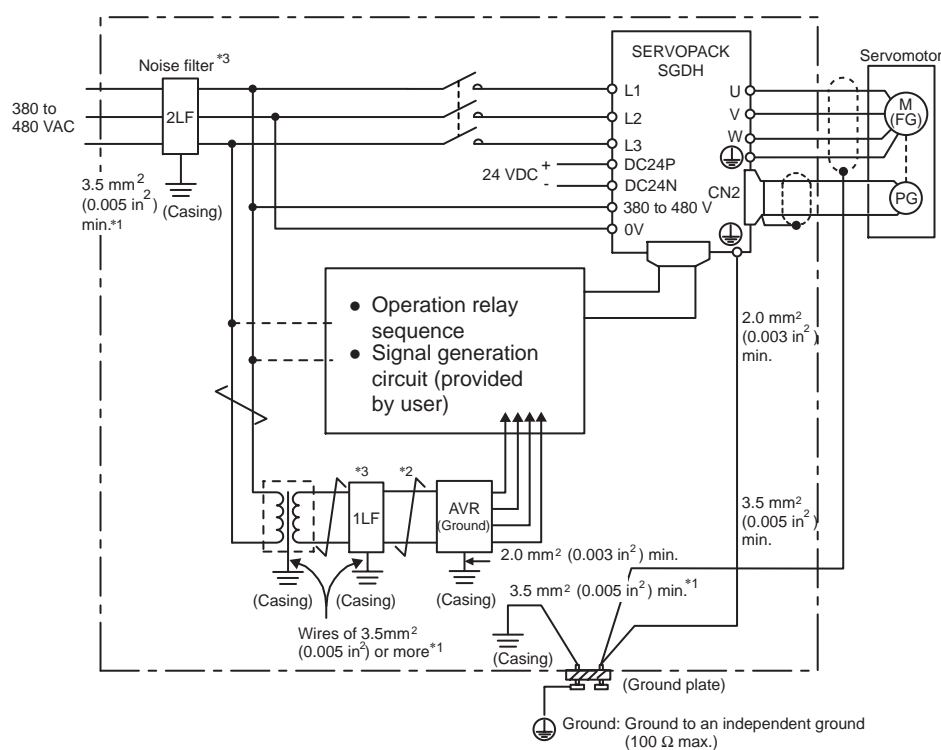 Noise filter*3
380 to
480 VAC
2LF
3.5 mm2
(0.005 in2)
min.*1
(Casing)
SERVOPACK
SGDH
L1
L2
L3
24 VDC
+
-
DC24P
DC24N
380 to 480 V
0V
U
V
W
CN2
Servomotor
M
(FG)
PG
● Operation relay
sequence
● Signal generation
circuit (provided
by user)
2.0 mm2
(0.003 in2)
min.
*3
*2
1LF
AVR
(Ground)
3.5 mm2
(0.005 in2)
min.
2.0 mm2 (0.003 in2) min.
(Casing)
(Casing)
(Casing)
3.5 mm2 (0.005 in2) min.*1
Wires of 3.5mm2
(0.005 in2) or more*1
(Casing)
(Ground plate)
Ground: Ground to an independent ground
(100 Ω max.)